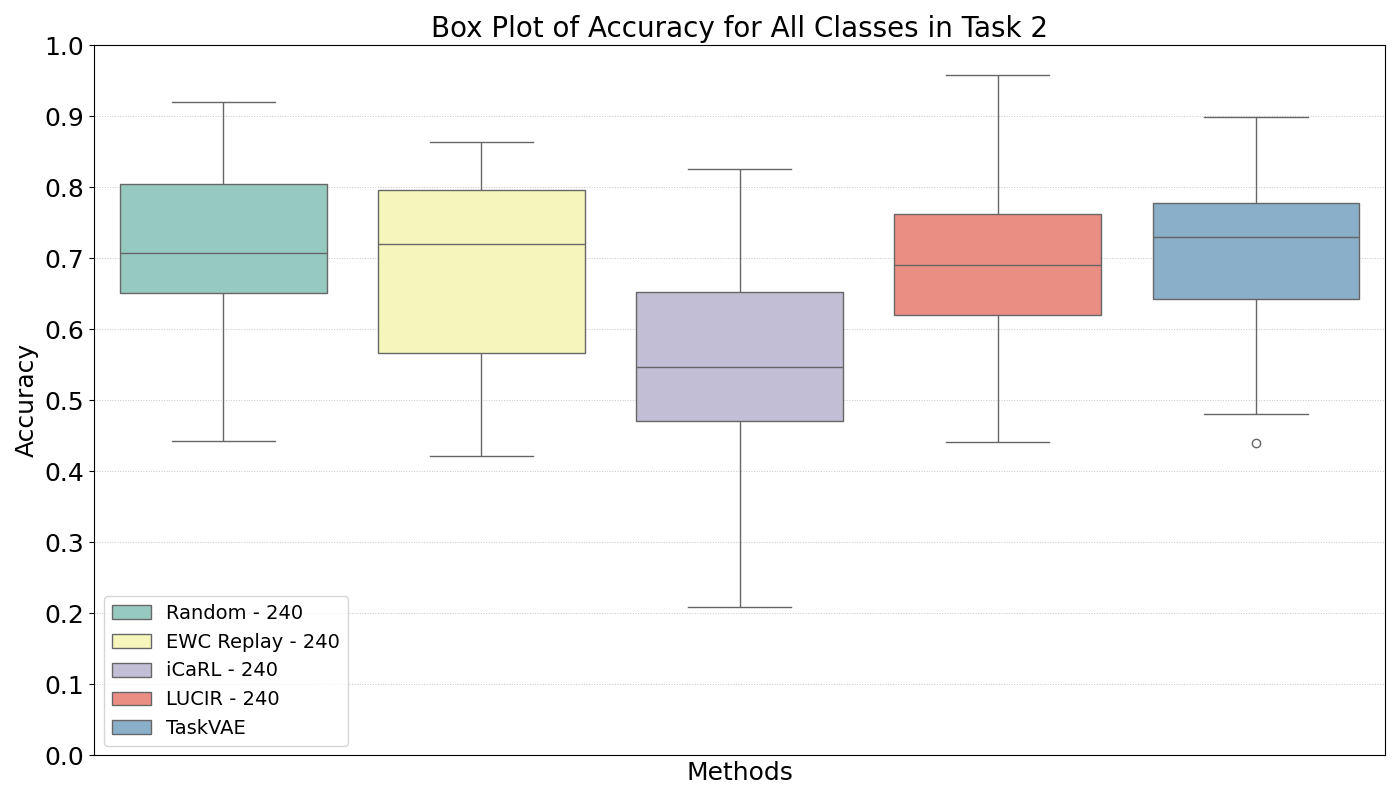 Box Plot of Accuracy for All Classes in Task 2
1.0
0.9
0.8
0.7
0.6
0.5
0.4
0.3
0.2
0.1
0.0
Accuracy
Random - 240
EWC Replay - 240
iCaRL - 240
LUCIR - 240
TaskVAE
Methods